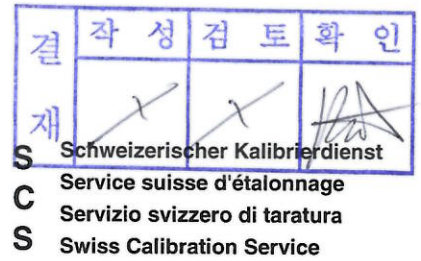 결재 작 성 검 토 확 인
S Schweizerischer Kalibrierdienst
Service suisse d'étalonnage
C Servizio svizzero di taratura
S Swiss Calibration Service